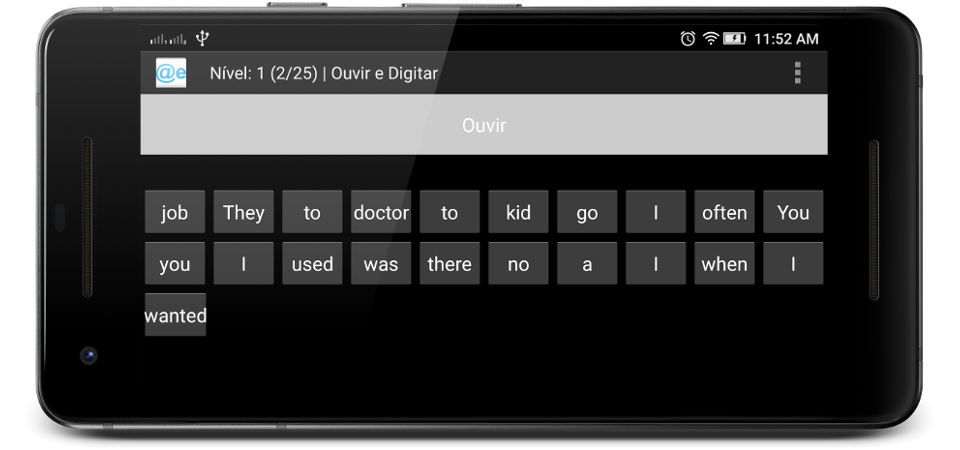 11:52 AM
@e Nível: 1 (2/25) | Ouvir e Digitar
Ouvir
job They to doctor to kid go I often You
you I used was there no a I when I
wanted